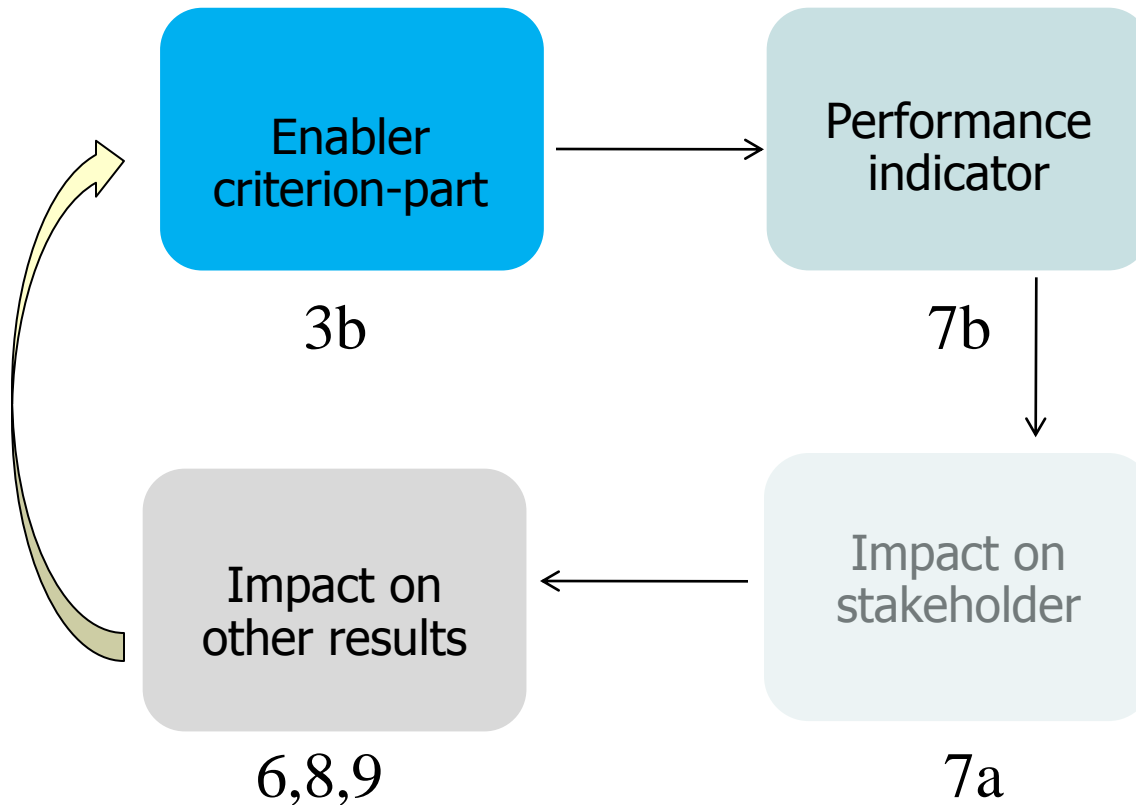 Enabler
criterion-part
3b
Performance
indicator
7b
Impact on
stakeholder
7a
Impact on
other results
6,8,9